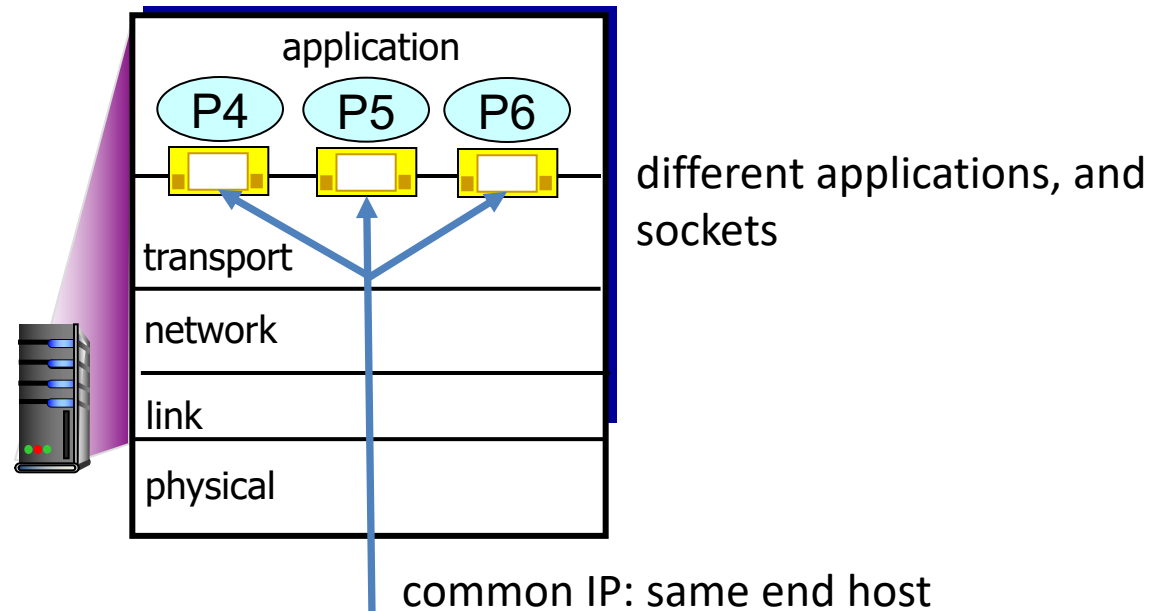 application
P4 P5 P6
different applications, and
sockets
transport
network
link
physical
common IP: same end host